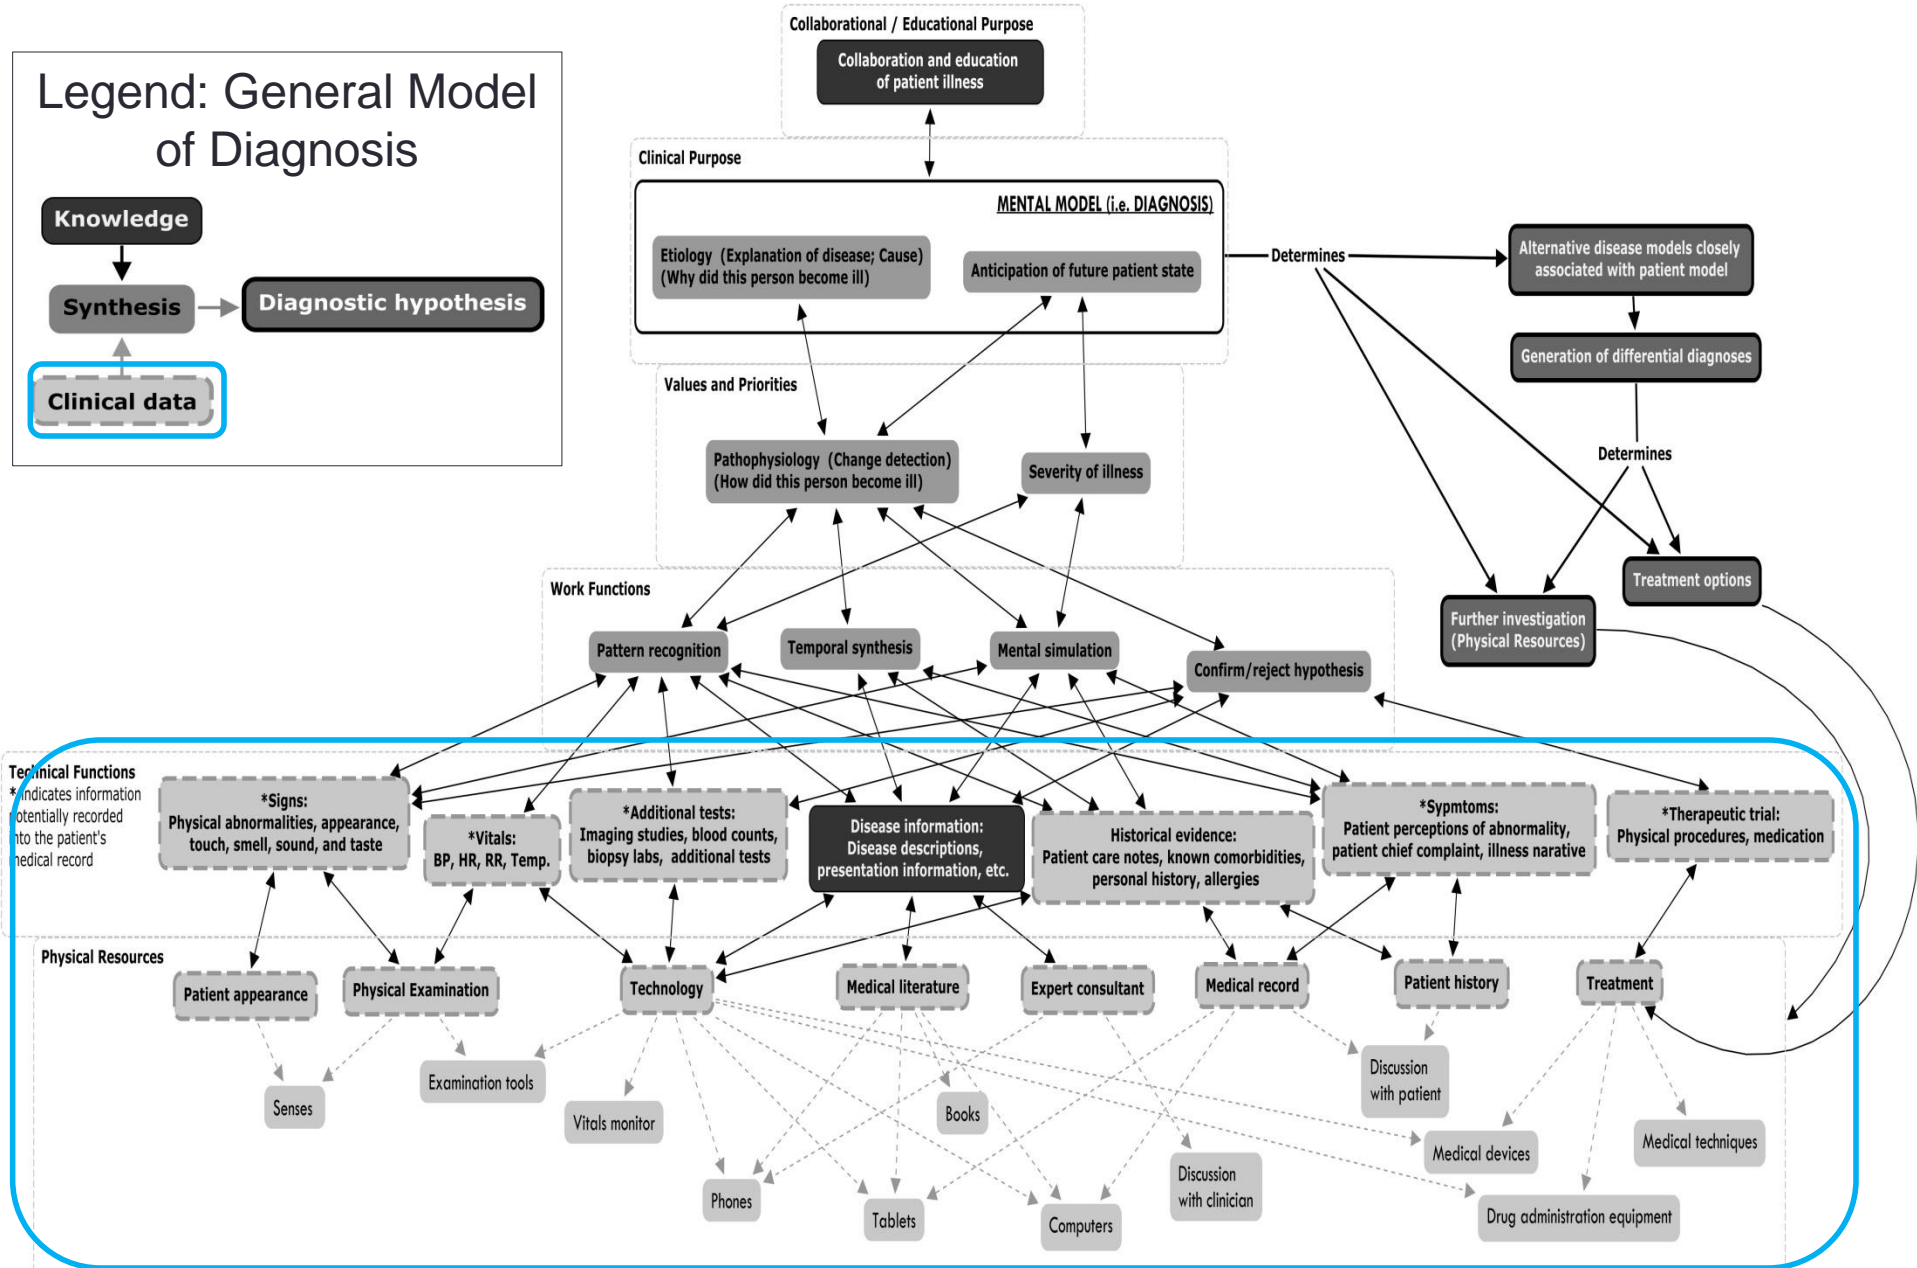 Legend: General Model
of Diagnosis
Knowledge
Synthesis
Diagnostic hypothesis
Clinical data
Collaborational / Educational Purpose
Collaboration and education
of patient illness
Clinical Purpose
MENTAL MODEL (i.e. DIAGNOSIS)
Etiology (Explanation of disease; Cause)
(Why did this person become ill)
Anticipation of future patient state
Determines
Alternative disease models closely
associated with patient model
Generation of differential diagnoses
Determines
Treatment options
Further investigation
(Physical Resources)
Values and Priorities
Pathophysiology (Change detection)
(How did this person become ill)
Severity of illness
Work Functions
Pattern recognition
Temporal synthesis
Mental simulation
Confirm/reject hypothesis
Technical Functions
* indicates information
potentially recorded
into the patient's
medical record
*Signs:
Physical abnormalities, appearance,
touch, smell, sound, and taste
*Vitals:
BP, HR, RR, Temp.
*Additional tests:
Imaging studies, blood counts,
biopsy labs, additional tests
Disease information:
Disease descriptions,
presentation information, etc.
Historical evidence:
Patient care notes, known comorbidities,
personal history, allergies
*Sypmtoms:
Patient perceptions of abnormality,
patient chief complaint, illness narative
*Therapeutic trial:
Physical procedures, medication
Physical Resources
Patient appearance
Physical Examination
Technology
Medical literature
Expert consultant
Medical record
Patient history
Treatment
Senses
Examination tools
Vitals monitor
Phones
Tablets
Books
Computers
Discussion
with clinician
Discussion
with patient
Medical devices
Medical techniques
Drug administration equipment